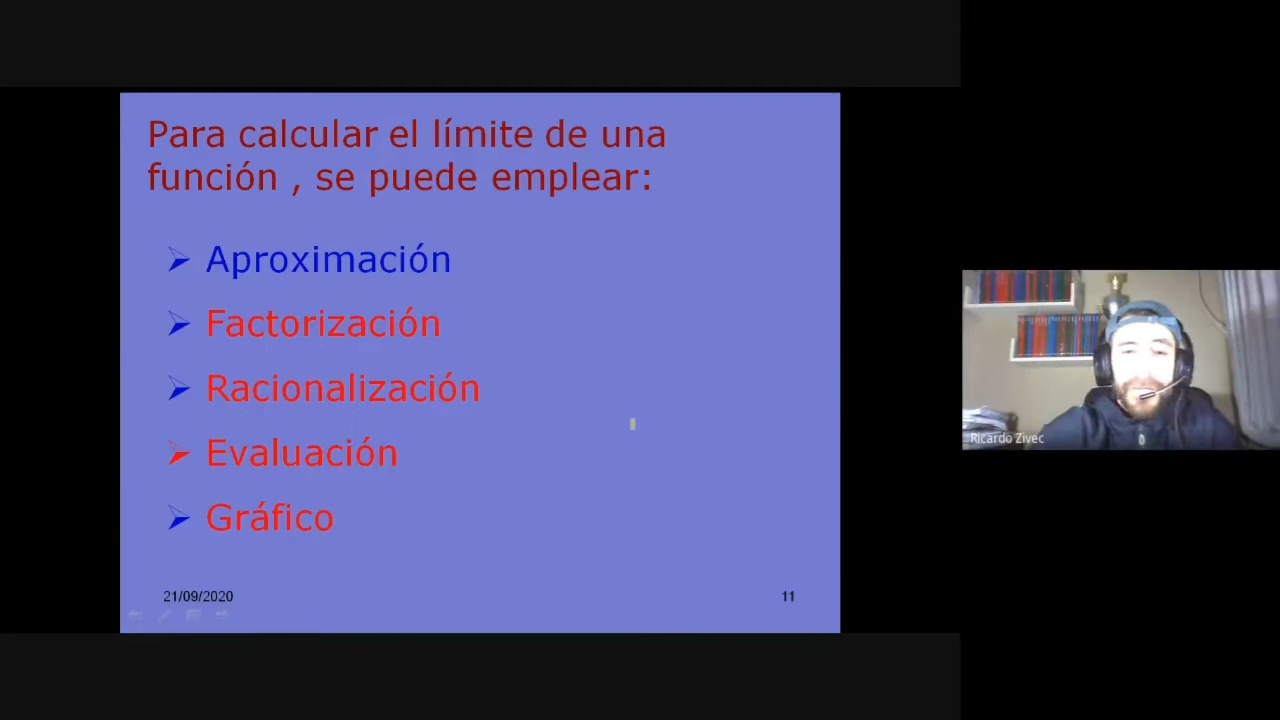 Para calcular el límite de una
función , se puede emplear:
Aproximación
Factorización
Racionalización
Evaluación
Gráfico
21/09/2020
11
Ricardo Zivec